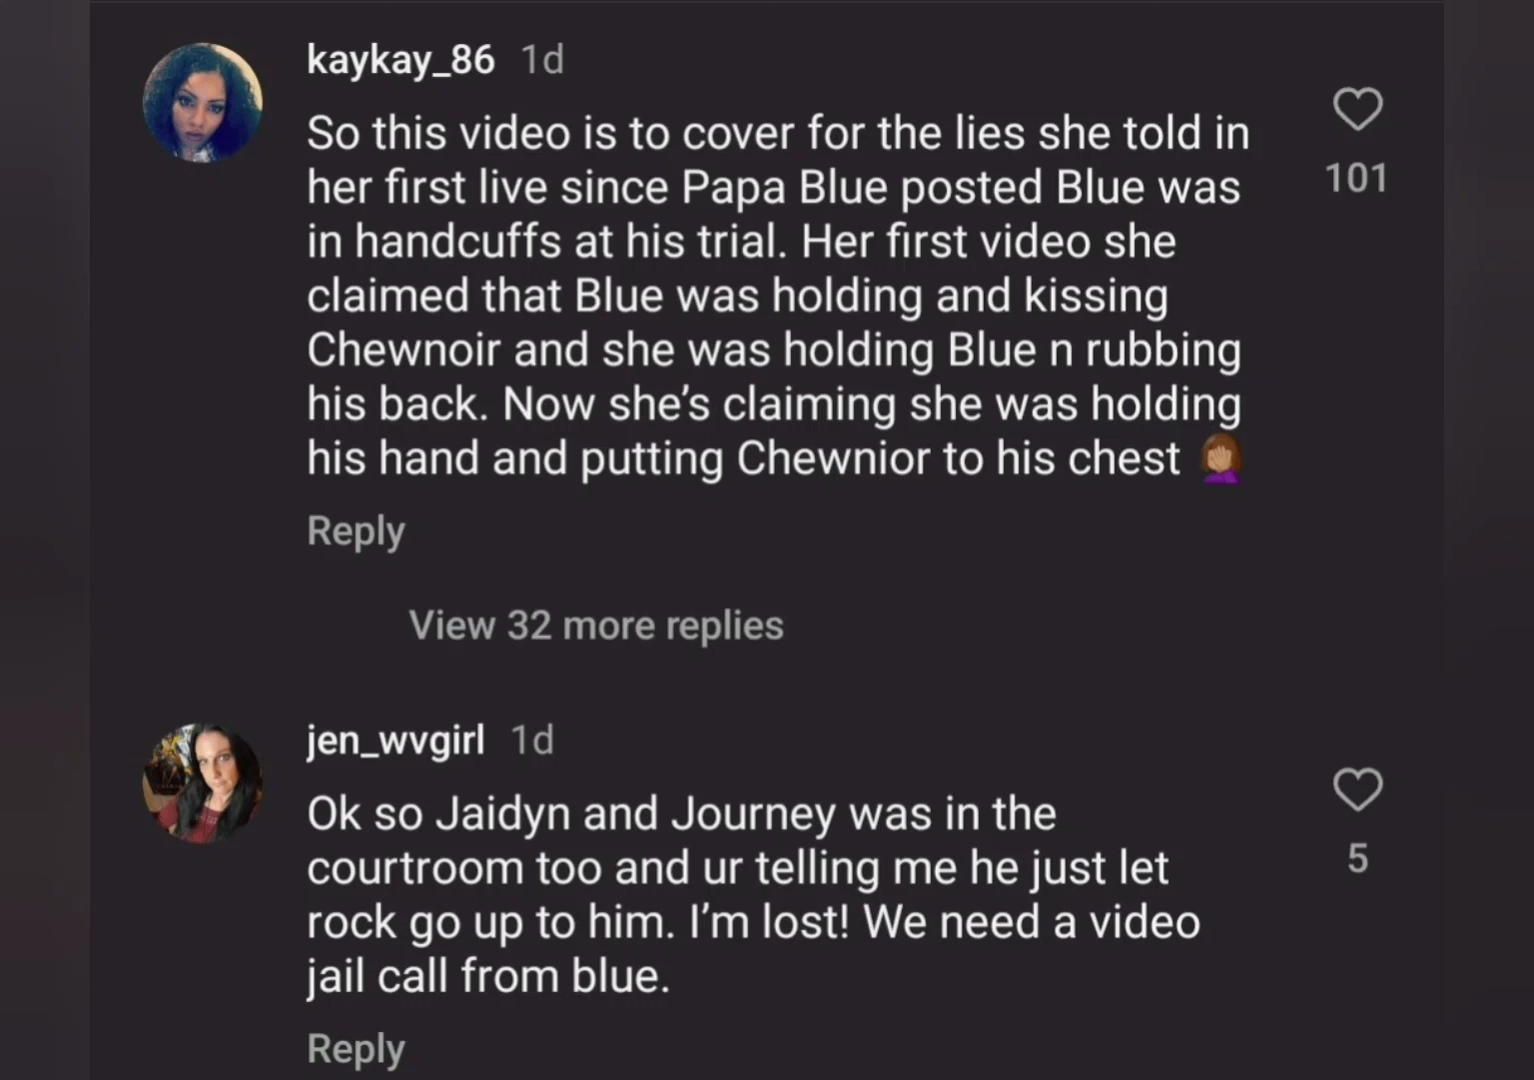 kaykay_86 1d
So this video is to cover for the lies she told in
her first live since Papa Blue posted Blue was
in handcuffs at his trial. Her first video she
claimed that Blue was holding and kissing
Chewnoir and she was holding Blue n rubbing
his back. Now she’s claiming she was holding
his hand and putting Chewnior to his chest 🤦🏽‍♀️
101
Reply
View 32 more replies
jen_wvgirl 1d
Ok so Jaidyn and Journey was in the
courtroom too and ur telling me he just let
rock go up to him. I’m lost! We need a video
jail call from blue.
5
Reply